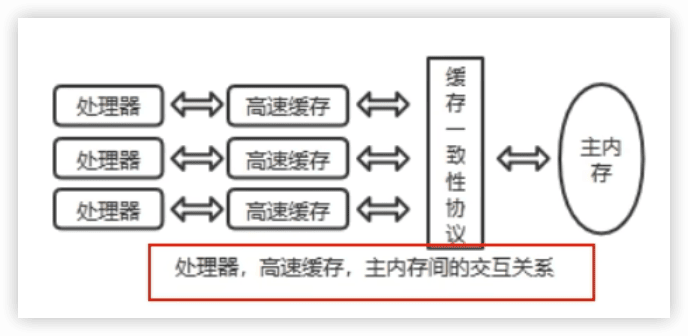 处理器 高速缓存
处理器 高速缓存
处理器 高速缓存
缓存一致性协议
主内存
处理器，高速缓存，主内存间的交互关系